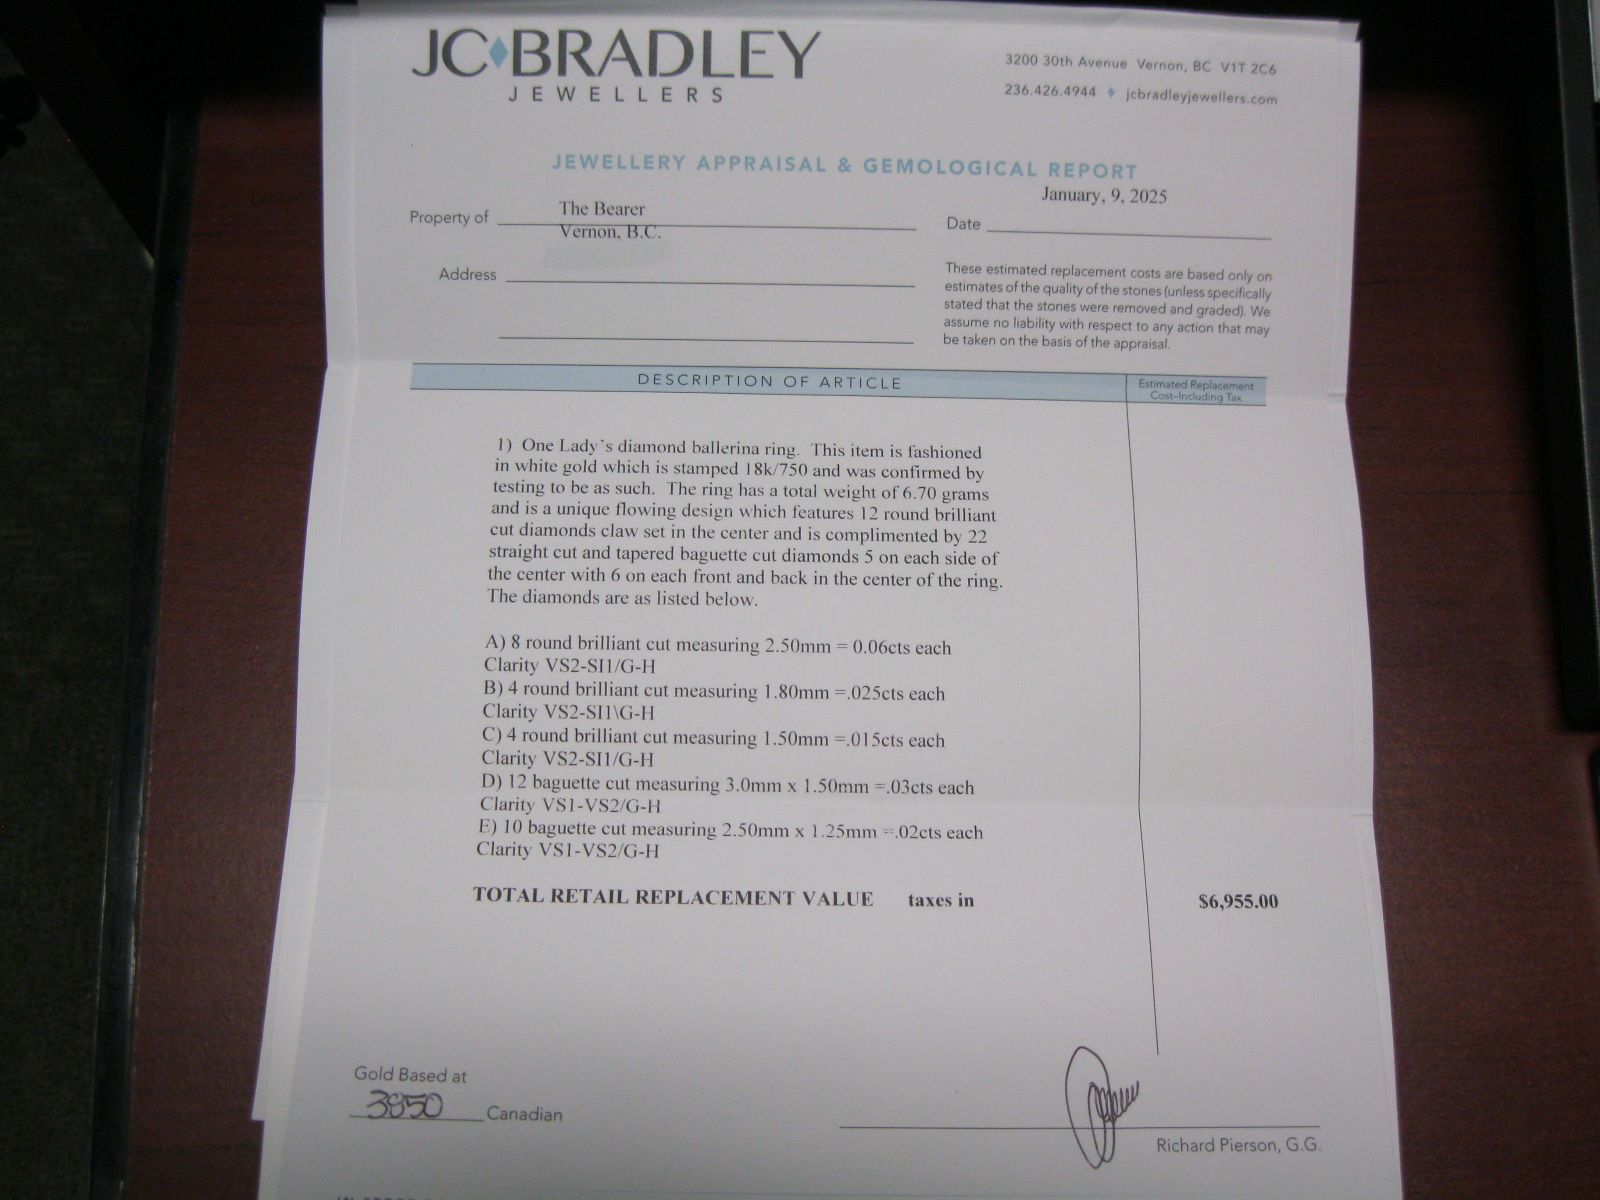 JC♦BRADLEY
JEWELLERS
3200 30th Avenue Vernon, BC V1T 2C6
236.426.4944 ♦ jcbradleyjewellers.com
JEWELLERY APPRAISAL & GEMOLOGICAL REPORT
January, 9, 2025
Property of The Bearer
Vernon, B.C.
Date
Address
These estimated replacement costs are based only on
estimates of the quality of the stones (unless specifically
stated that the stones were removed and graded). We
assume no liability with respect to any action that may
be taken on the basis of the appraisal.
DESCRIPTION OF ARTICLE
Estimated Replacement
Cost–Including Tax
1) One Lady's diamond ballerina ring. This item is fashioned
in white gold which is stamped 18k/750 and was confirmed by
testing to be as such. The ring has a total weight of 6.70 grams
and is a unique flowing design which features 12 round brilliant
cut diamonds claw set in the center and is complimented by 22
straight cut and tapered baguette cut diamonds 5 on each side of
the center with 6 on each front and back in the center of the ring.
The diamonds are as listed below.
A) 8 round brilliant cut measuring 2.50mm = 0.06cts each
Clarity VS2-SI1/G-H
B) 4 round brilliant cut measuring 1.80mm =.025cts each
Clarity VS2-SI1\G-H
C) 4 round brilliant cut measuring 1.50mm =.015cts each
Clarity VS2-SI1/G-H
D) 12 baguette cut measuring 3.0mm x 1.50mm =.03cts each
Clarity VS1-VS2/G-H
E) 10 baguette cut measuring 2.50mm x 1.25mm =.02cts each
Clarity VS1-VS2/G-H
TOTAL RETAIL REPLACEMENT VALUE taxes in $6,955.00
Gold Based at
3850 Canadian
Richard Pierson, G.G.